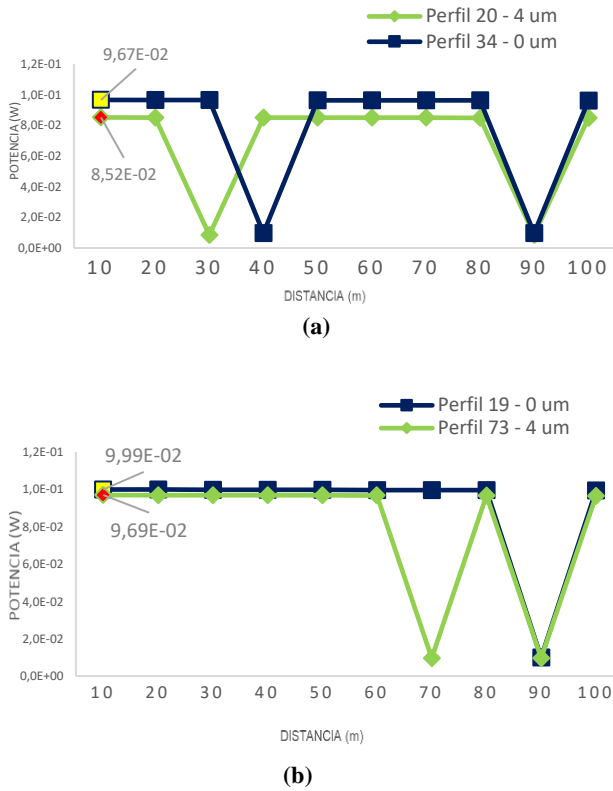 Perfil 20 - 4 um
Perfil 34 - 0 um
9,67E-02
1,2E-01
1,0E-01
8,0E-02
6,0E-02
4,0E-02
2,0E-02
0,0E+00
POTENCIA (W)
8,52E-02
10 20 30 40 50 60 70 80 90 100
DISTANCIA (m)
(a)
Perfil 19 - 0 um
Perfil 73 - 4 um
9,99E-02
1,2E-01
1,0E-01
8,0E-02
6,0E-02
4,0E-02
2,0E-02
0,0E+00
POTENCIA (W)
9,69E-02
10 20 30 40 50 60 70 80 90 100
DISTANCIA (m)
(b)